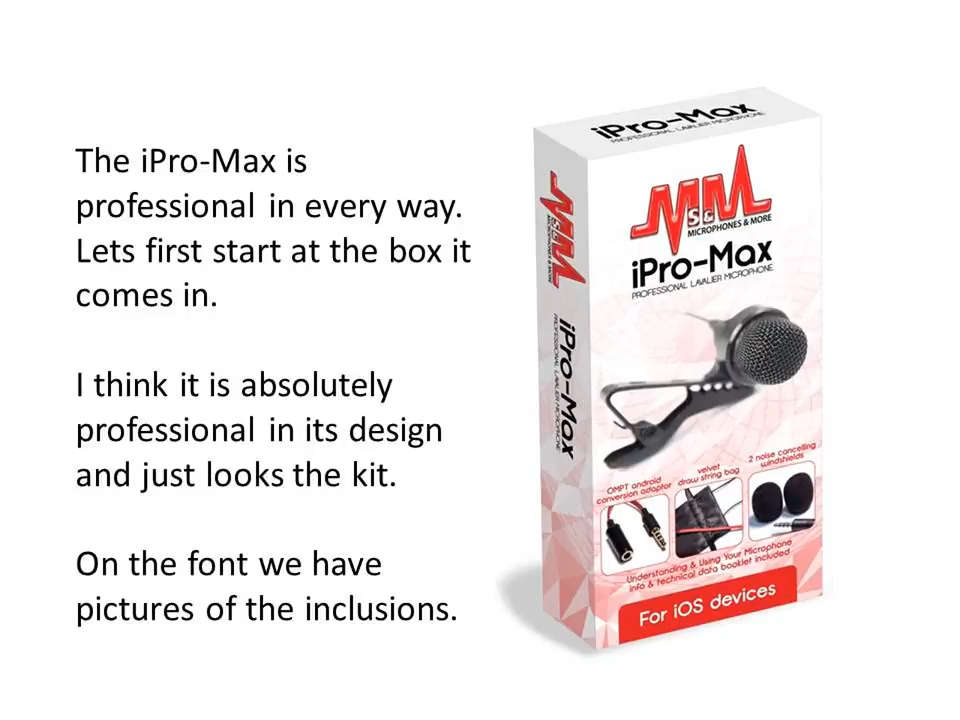 The iPro-Max is
professional in every way.
Lets first start at the box it
comes in.
I think it is absolutely
professional in its design
and just looks the kit.
On the font we have
pictures of the inclusions.
iPro-Max
PROFESSIONAL LAVALIER MICROPHONE
MS&M
MICROPHONES & MORE
iPro-Max
PROFESSIONAL LAVALIER MICROPHONE
MS&M
MICROPHONES & MORE
iPro-Max
PROFESSIONAL LAVALIER MICROPHONE
OMPT android
conversion adaptor
velvet
draw string bag
2 noise cancelling
windshields
Understanding & Using Your Microphone
info & technical data booklet included
For iOS devices